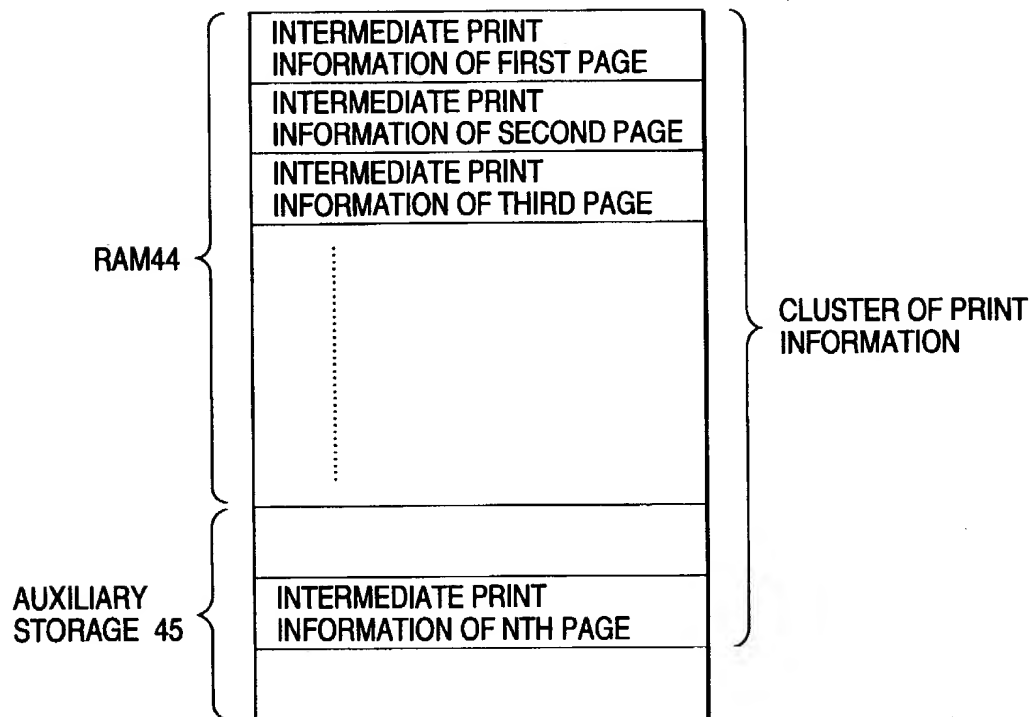 INTERMEDIATE PRINT
INFORMATION OF FIRST PAGE
INTERMEDIATE PRINT
INFORMATION OF SECOND PAGE
INTERMEDIATE PRINT
INFORMATION OF THIRD PAGE
RAM44
CLUSTER OF PRINT
INFORMATION
AUXILIARY
STORAGE 45
INTERMEDIATE PRINT
INFORMATION OF NTH PAGE